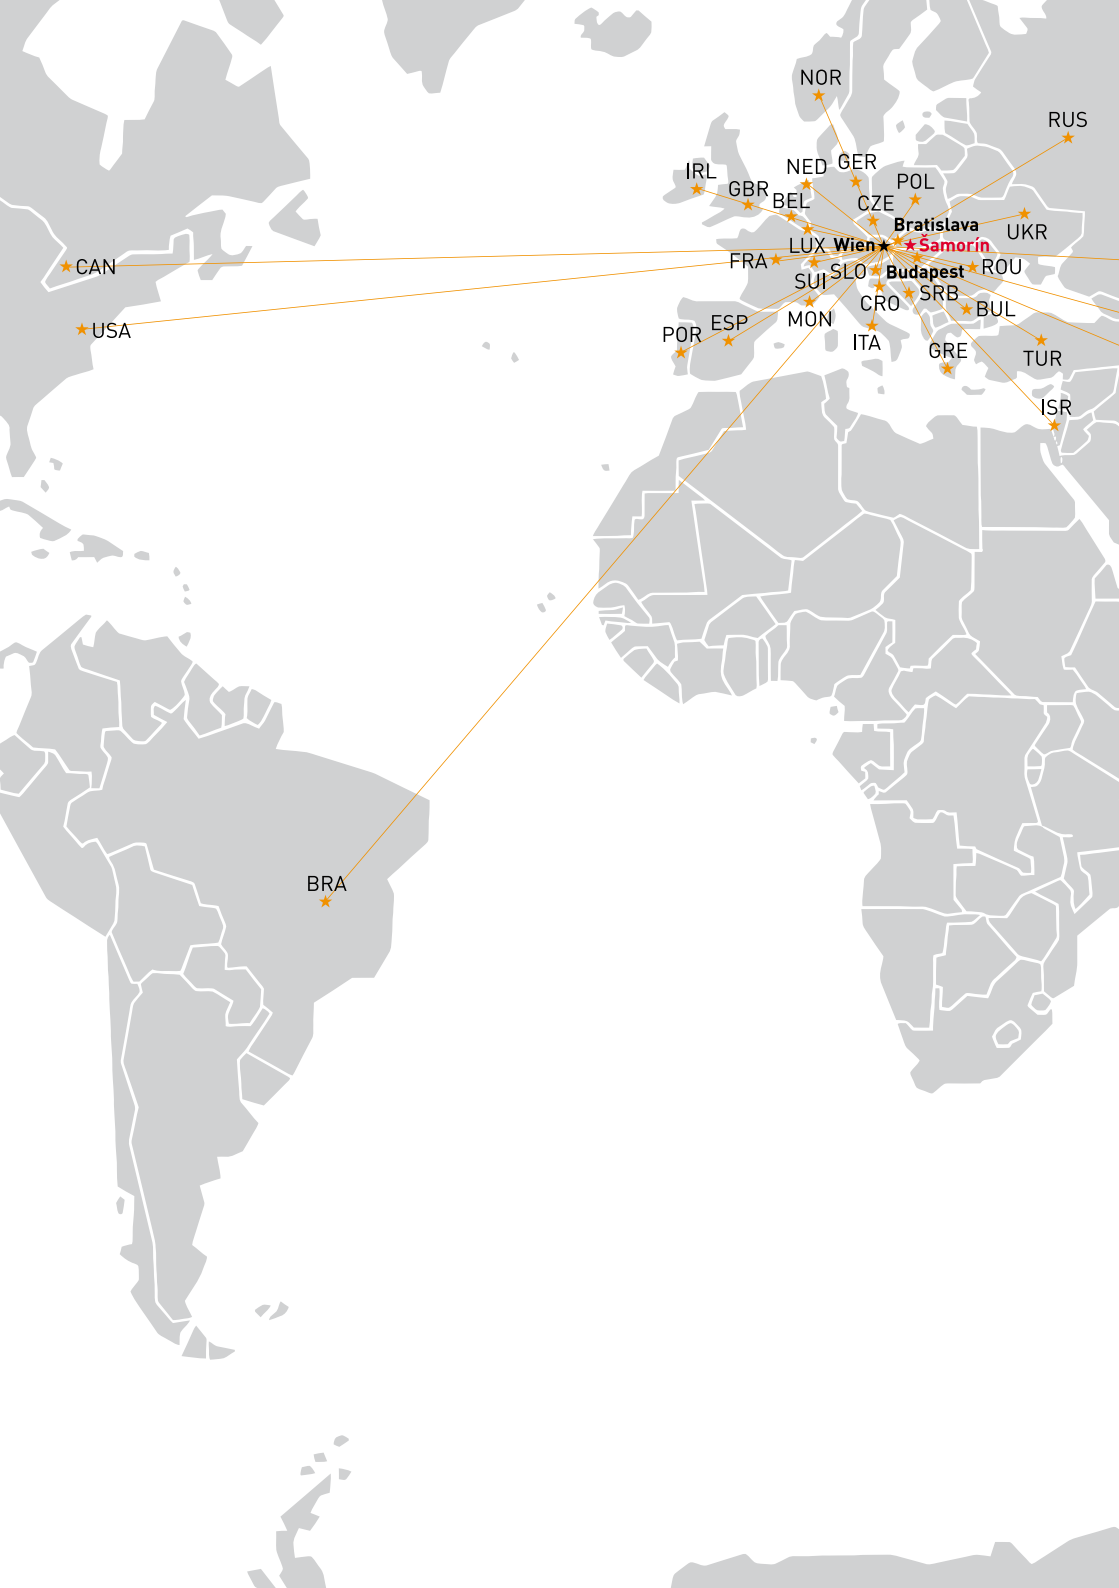 NOR
RUS
GER
NED
IRL
POL
GBR
BEL
CZE
Bratislava
UKR
LUX
Wien
Šamorín
FRA
ROU
SLO
Budapest
SUI
SRB
CRO
BUL
MON
ESP
POR
ITA
GRE
TUR
CAN
USA
ISR
BRA